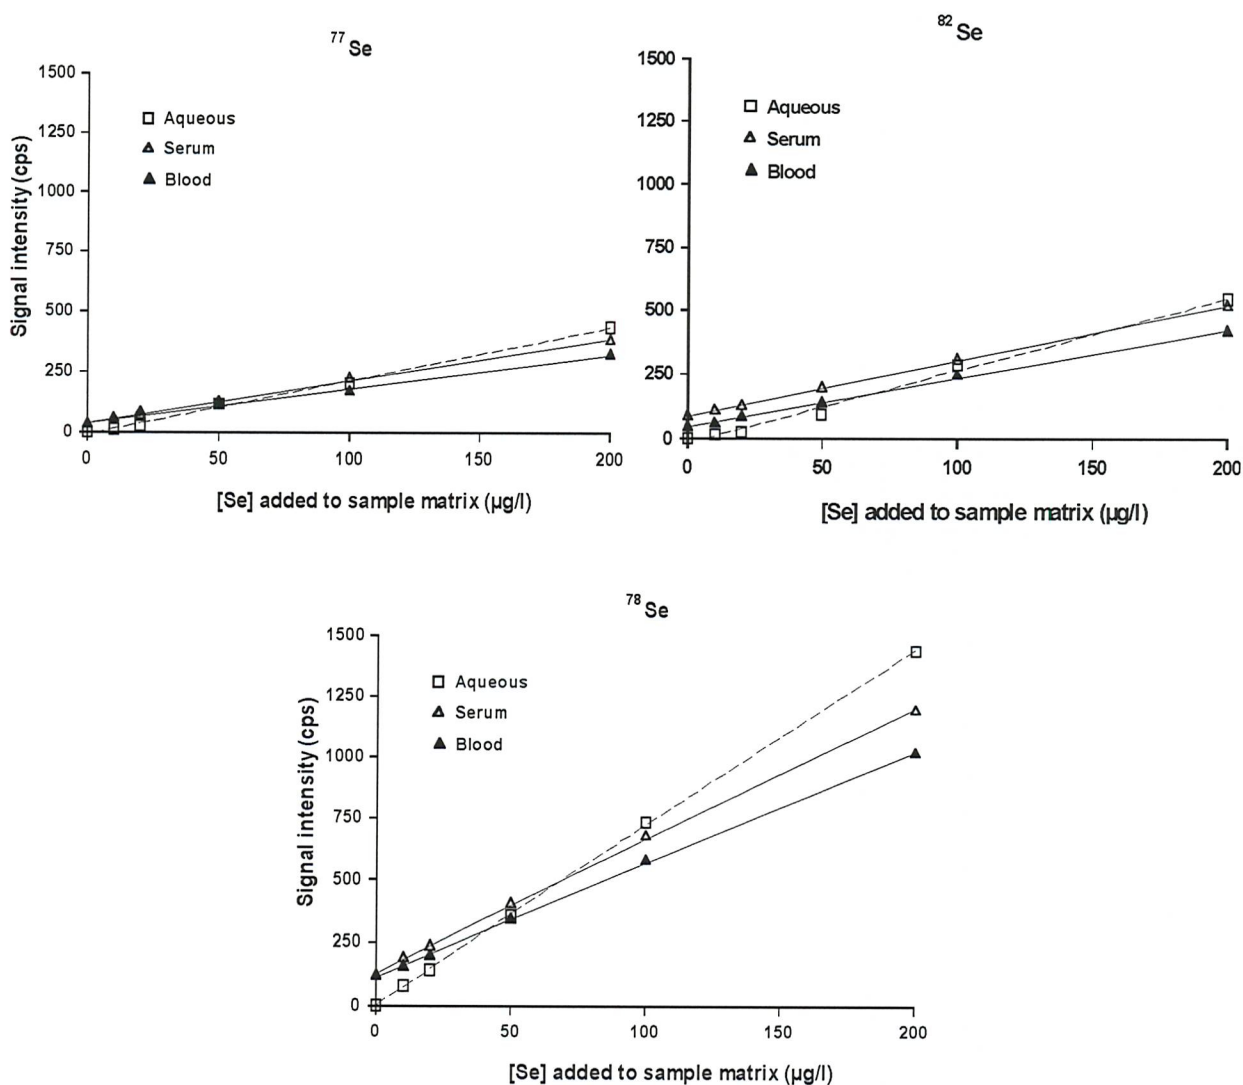 77Se
Signal intensity (cps)
1500
1250
1000
750
500
250
0
Aqueous
Serum
Blood
0 50 100 150 200
[Se] added to sample matrix (µg/l)
82Se
1500
1250
1000
750
500
250
0
Aqueous
Serum
Blood
0 50 100 150 200
[Se] added to sample matrix (µg/l)
78Se
Signal intensity (cps)
1500
1250
1000
750
500
250
0
Aqueous
Serum
Blood
0 50 100 150 200
[Se] added to sample matrix (µg/l)